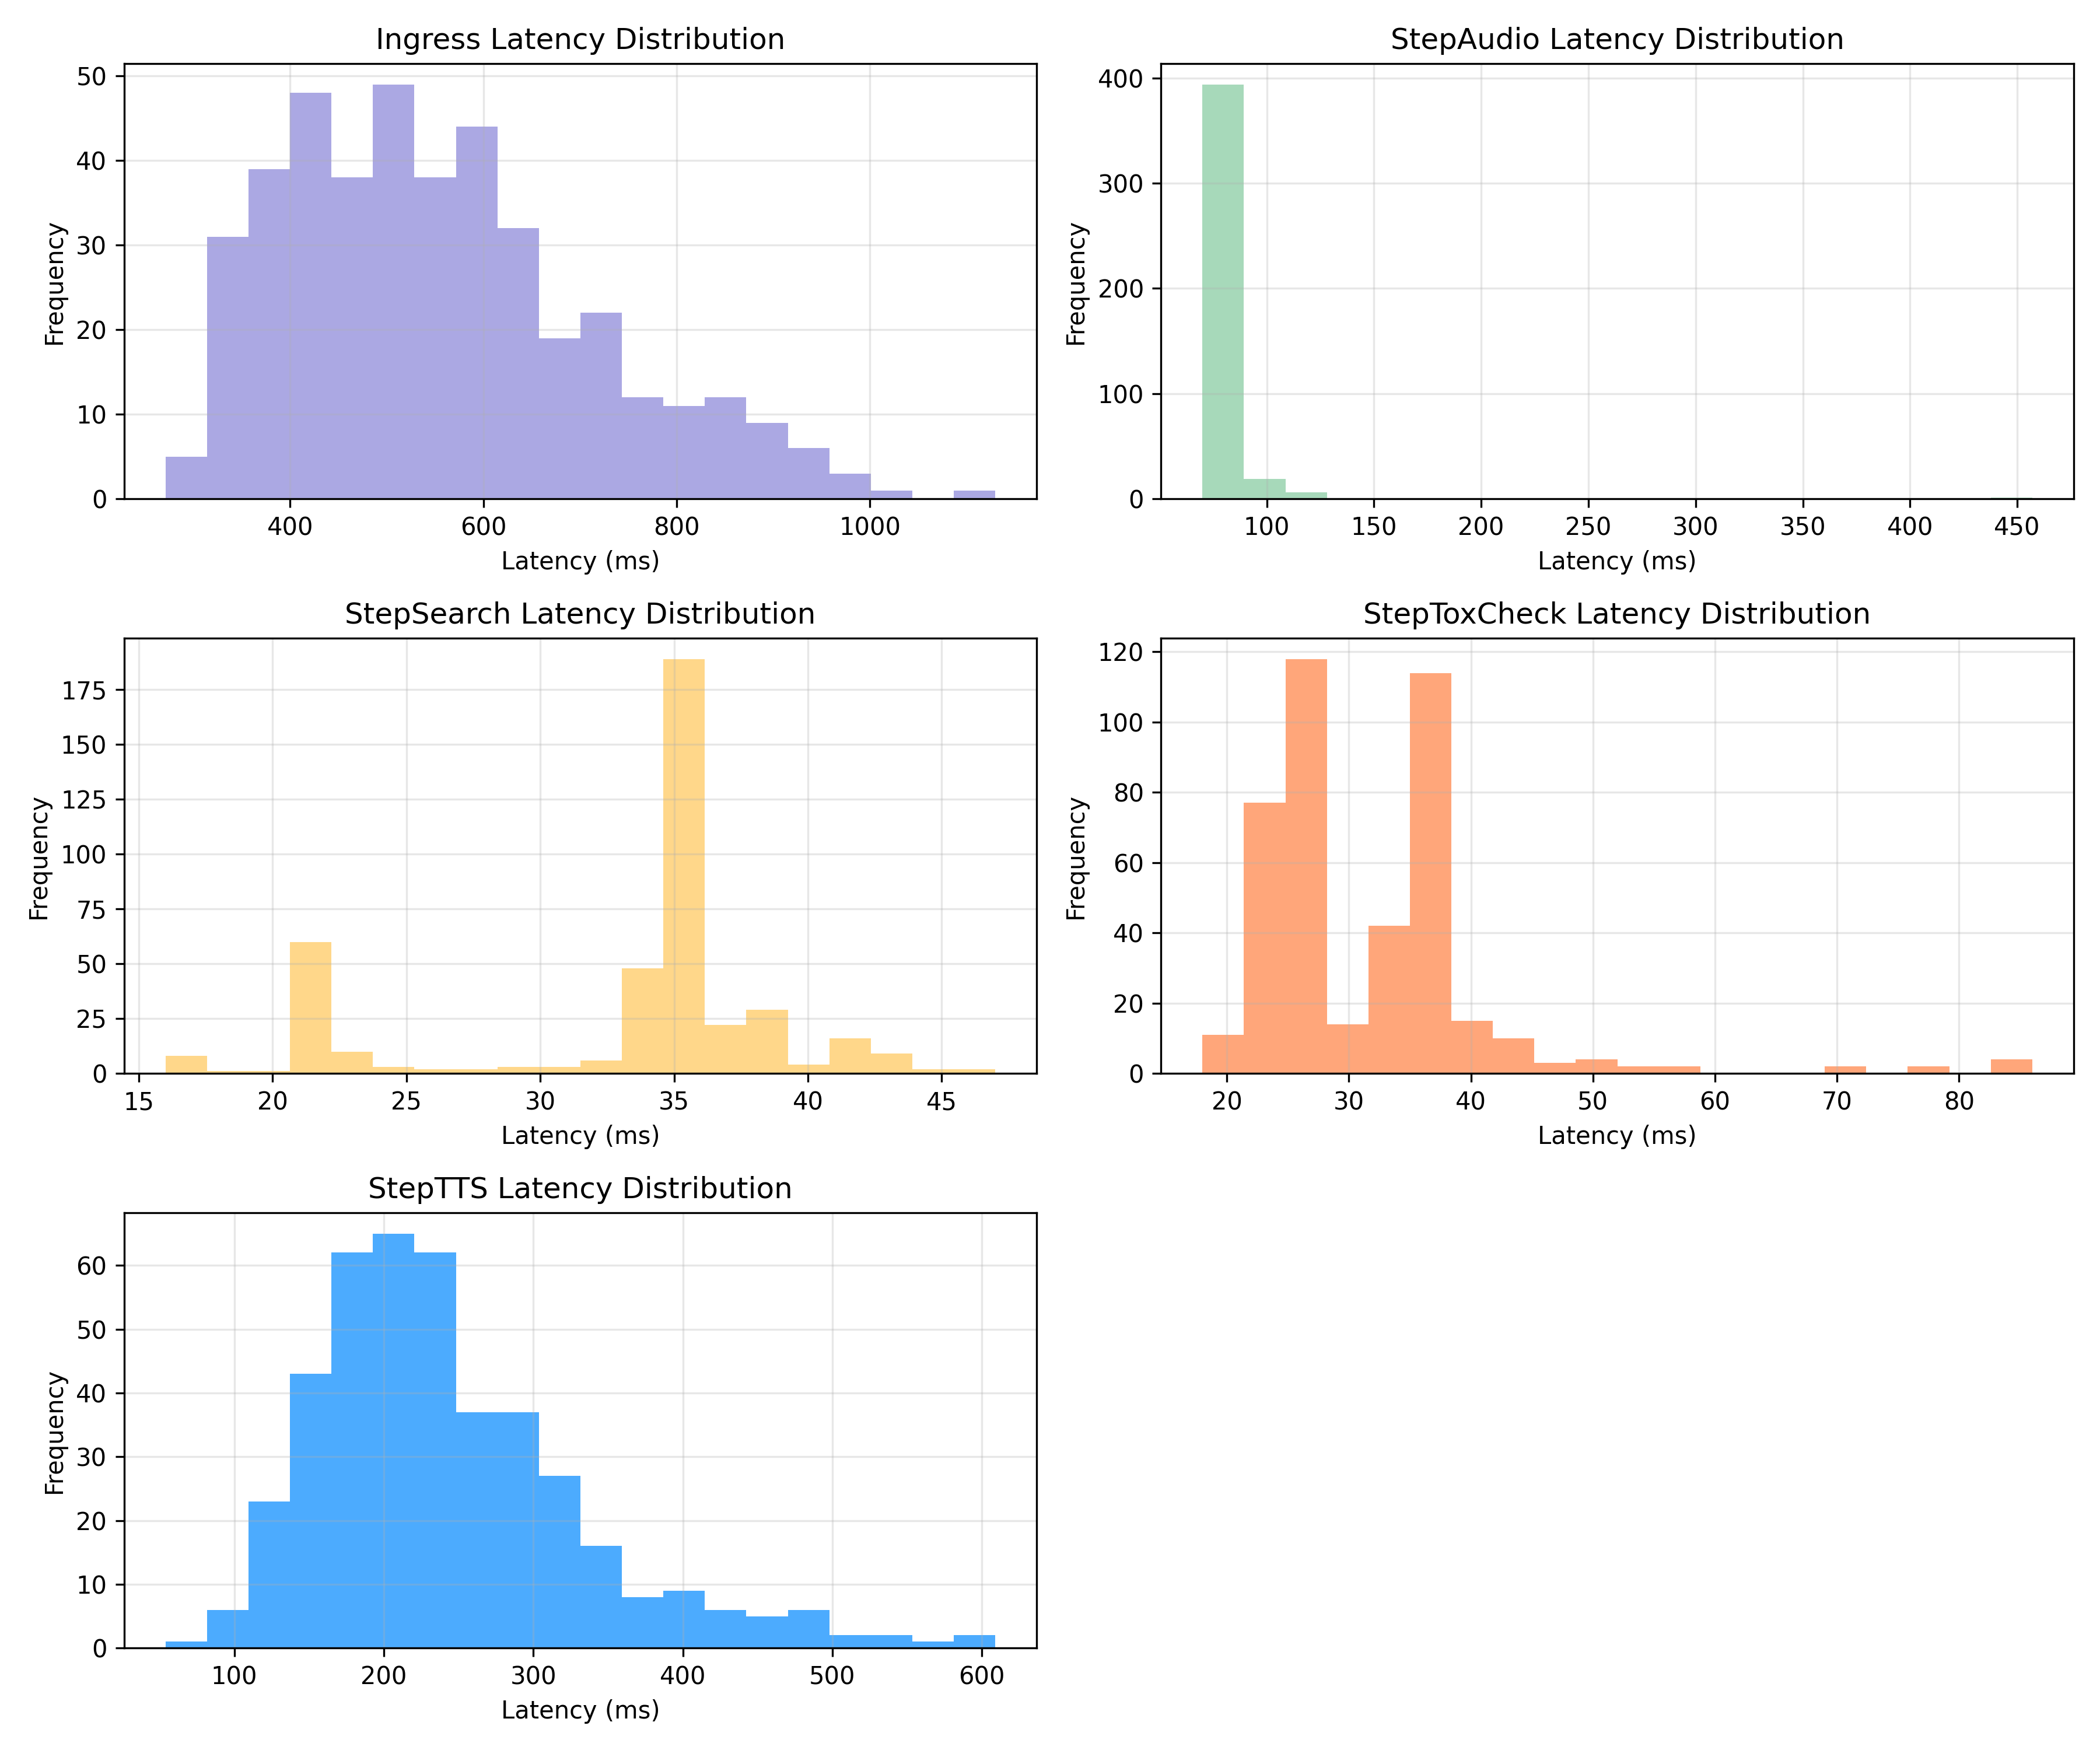 Ingress Latency Distribution
Frequency
50
40
30
20
10
0
400 600 800 1000
Latency (ms)
StepAudio Latency Distribution
Frequency
400
300
200
100
0
100 150 200 250 300 350 400 450
Latency (ms)
StepSearch Latency Distribution
Frequency
175
150
125
100
75
50
25
0
15 20 25 30 35 40 45
Latency (ms)
StepToxCheck Latency Distribution
Frequency
120
100
80
60
40
20
0
20 30 40 50 60 70 80
Latency (ms)
StepTTS Latency Distribution
Frequency
60
50
40
30
20
10
0
100 200 300 400 500 600
Latency (ms)